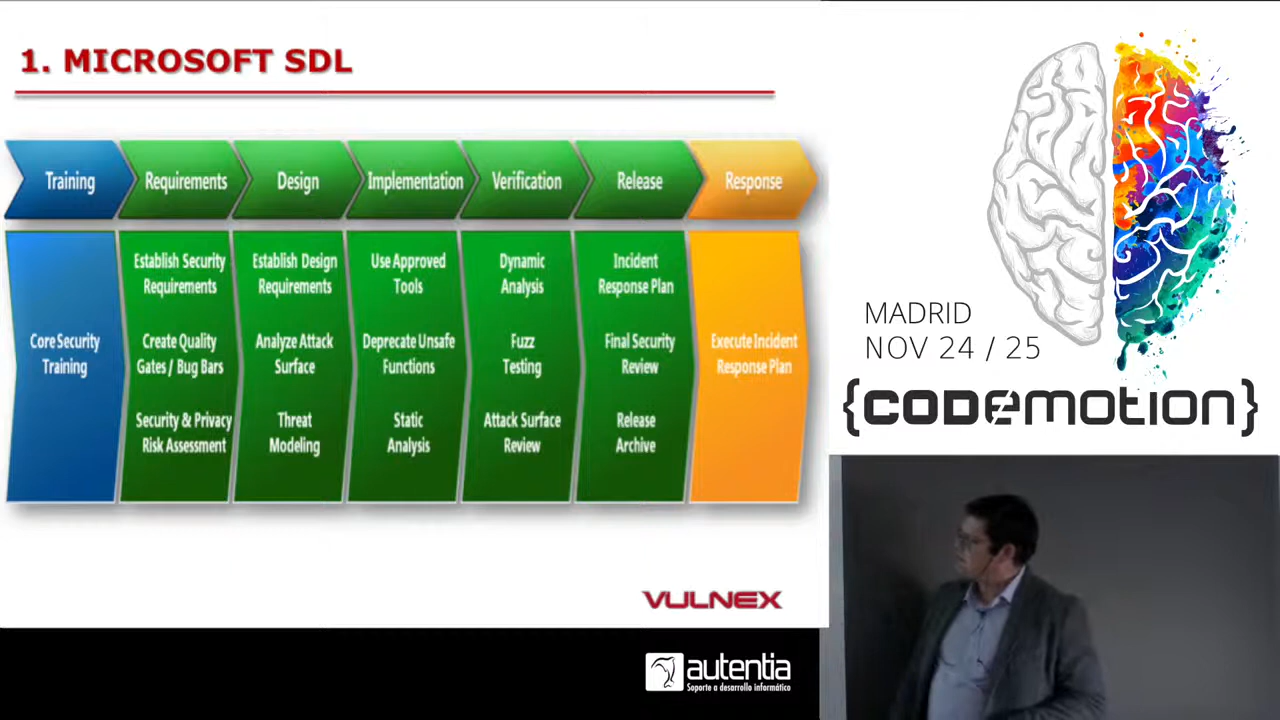 1. MICROSOFT SDL
Training
Requirements
Design
Implementation
Verification
Release
Response
Core Security
Training
Establish Security
Requirements
Create Quality
Gates / Bug Bars
Security & Privacy
Risk Assessment
Establish Design
Requirements
Analyze Attack
Surface
Threat
Modeling
Use Approved
Tools
Deprecate Unsafe
Functions
Static
Analysis
Dynamic
Analysis
Fuzz
Testing
Attack Surface
Review
Incident
Response Plan
Final Security
Review
Release
Archive
Execute Incident
Response Plan
VULNEX
autentia
Soporte a desarrollo informático
MADRID
NOV 24 / 25
{CODEMOTION}